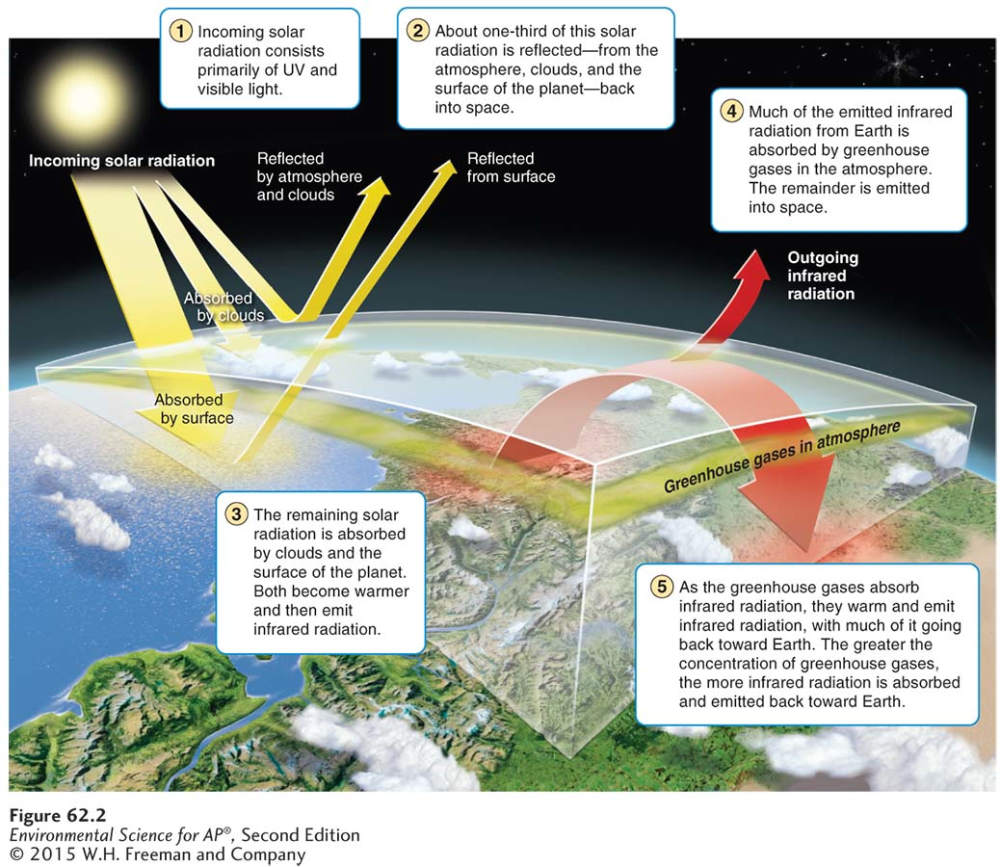 1 Incoming solar
radiation consists
primarily of UV and
visible light.
2 About one-third of this solar
radiation is reflected—from the
atmosphere, clouds, and the
surface of the planet—back
into space.
4 Much of the emitted infrared
radiation from Earth is
absorbed by greenhouse
gases in the atmosphere.
The remainder is emitted
into space.
Incoming solar radiation
Reflected
by atmosphere
and clouds
Reflected
from surface
Outgoing
infrared
radiation
Absorbed
by clouds
Absorbed
by surface
Greenhouse gases in atmosphere
3 The remaining solar
radiation is absorbed
by clouds and the
surface of the planet.
Both become warmer
and then emit
infrared radiation.
5 As the greenhouse gases absorb
infrared radiation, they warm and emit
infrared radiation, with much of it going
back toward Earth. The greater the
concentration of greenhouse gases,
the more infrared radiation is absorbed
and emitted back toward Earth.
Figure 62.2
Environmental Science for AP®, Second Edition
© 2015 W.H. Freeman and Company